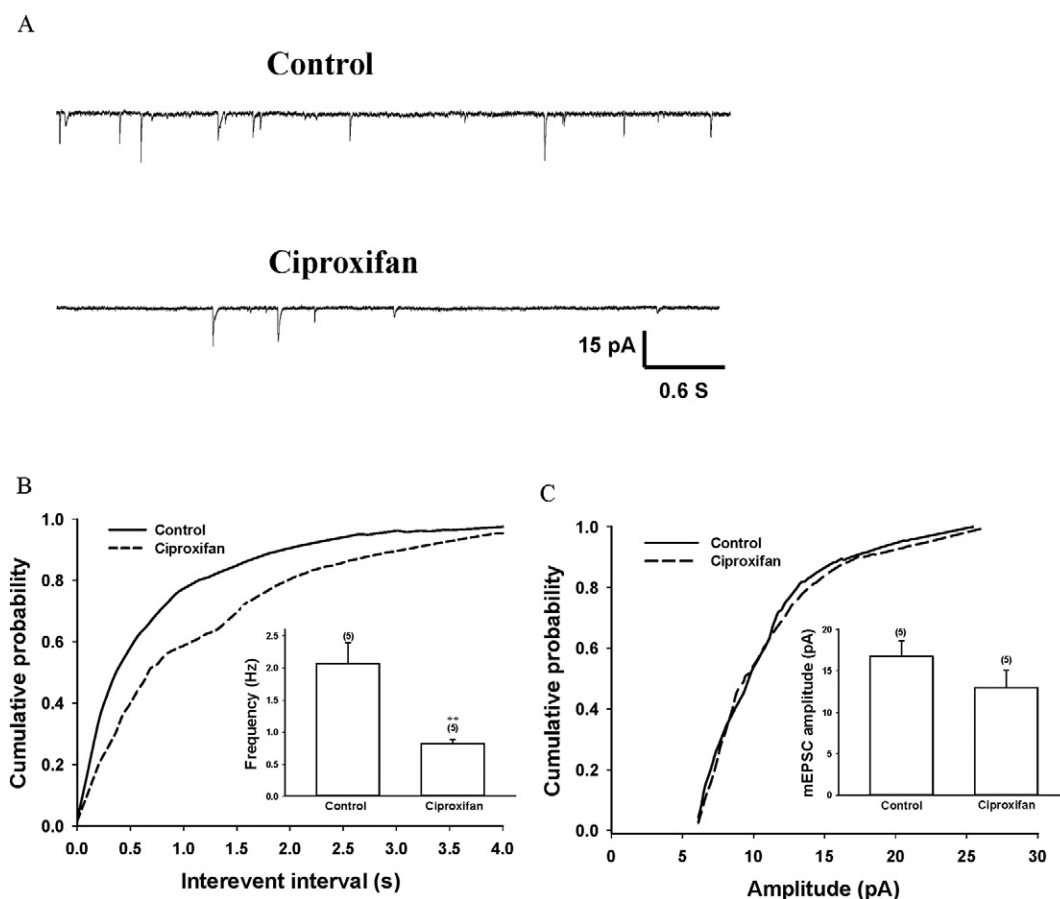 A
Control
Ciproxifan
15 pA
0.6 S
B
Cumulative probability
1.0
0.8
0.6
0.4
0.2
0.0
Control
Ciproxifan
Frequency (Hz)
2.5
2.0
1.5
1.0
0.5
0.0
(5)
**
(5)
Control
Ciproxifan
0.0 0.5 1.0 1.5 2.0 2.5 3.0 3.5 4.0
Interevent interval (s)
C
Cumulative probability
1.0
0.8
0.6
0.4
0.2
0.0
Control
Ciproxifan
mEPSC amplitude (pA)
20
15
10
5
0
(5)
(5)
Control
Ciproxifan
0 5 10 15 20 25 30
Amplitude (pA)